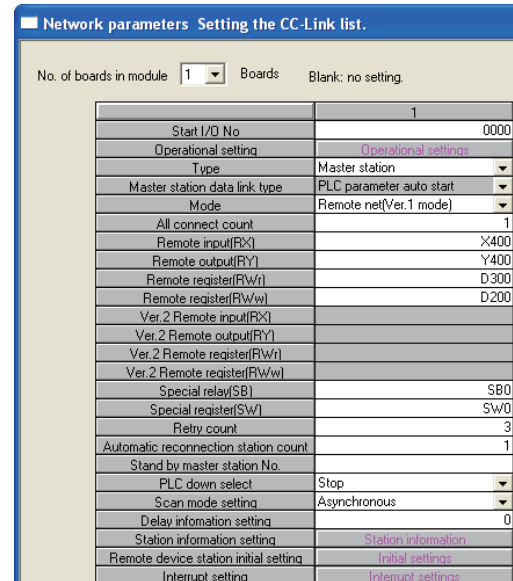 Network parameters Setting the CC-Link list.
No. of boards in module 1 Boards Blank: no setting.
1
Start I/O No 0000
Operational setting Operational settings
Type Master station
Master station data link type PLC parameter auto start
Mode Remote net(Ver.1 mode)
All connect count 1
Remote input(RX) X400
Remote output(RY) Y400
Remote register(RWr) D300
Remote register(RWw) D200
Ver.2 Remote input(RX)
Ver.2 Remote output(RY)
Ver.2 Remote register(RWr)
Ver.2 Remote register(RWw)
Special relay(SB) SB0
Special register(SW) SW0
Retry count 3
Automatic reconnection station count 1
Stand by master station No.
PLC down select Stop
Scan mode setting Asynchronous
Delay infomation setting 0
Station information setting Station information
Remote device station initial setting Initial settings
Interrupt setting Interrupt settings